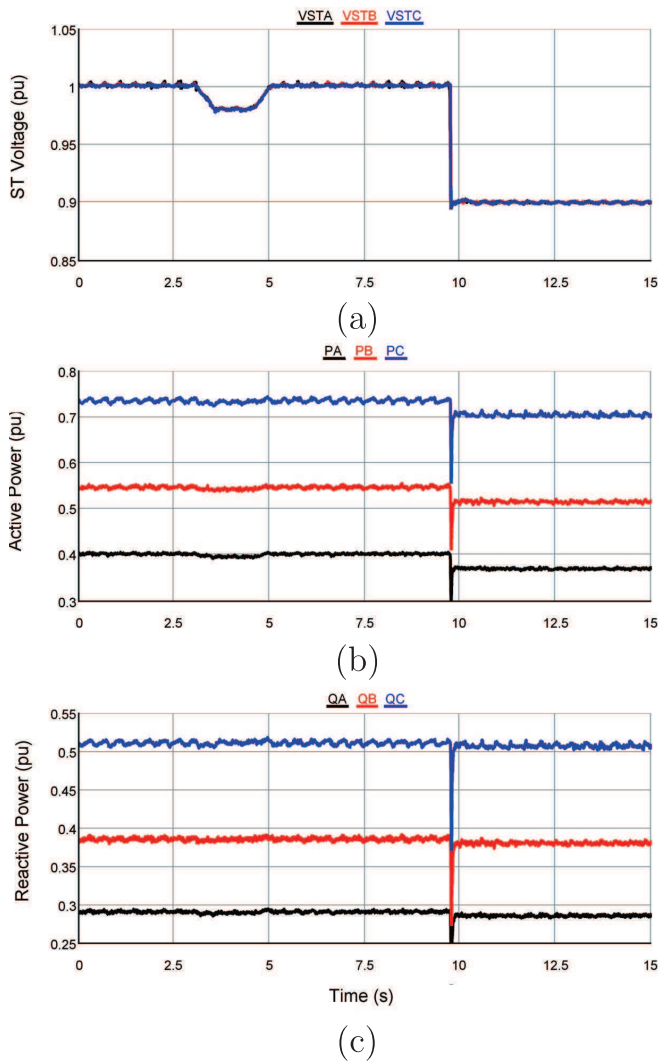 VSTA VSTB VSTC
1.05
1
0.95
0.9
0.85
ST Voltage (pu)
0 2.5 5 7.5 10 12.5 15
(a)
PA PB PC
0.8
0.7
0.6
0.5
0.4
0.3
Active Power (pu)
0 2.5 5 7.5 10 12.5 15
(b)
QA QB QC
0.55
0.5
0.45
0.4
0.35
0.3
0.25
Reactive Power (pu)
0 2.5 5 7.5 10 12.5 15
Time (s)
(c)